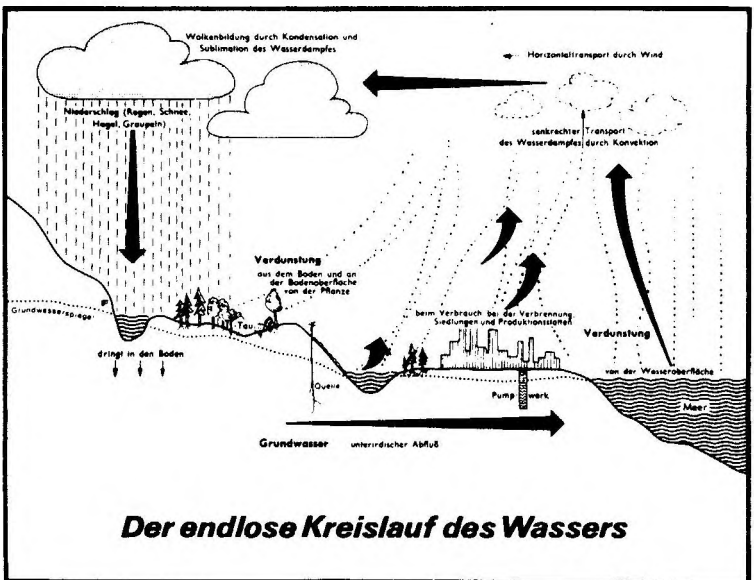 Wolkenbildung durch Kondensation und
Sublimation des Wasserdampfes
Horizontaltransport durch Wind
Niederschlag (Regen, Schnee,
Hagel, Graupeln)
senkrechter Transport
des Wasserdampfes durch Konvektion
Verdunstung
aus dem Boden und an
der Bodenoberfläche
von der Pflanze
Grundwasserspiegel
Tau
beim Verbrauch bei der Verbrennung
Siedlungen und Produktionsstätten
Verdunstung
von der Wasseroberfläche
dringt in den Boden
Quelle
Pumpwerk
Meer
Grundwasser unterirdischer Abfluß
Der endlose Kreislauf des Wassers